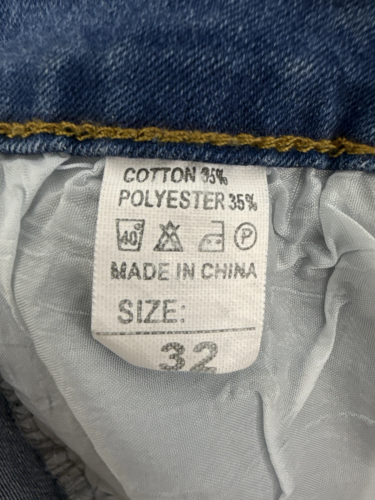 COTTON 35%
POLYESTER 35%
40° P
MADE IN CHINA
SIZE:
32